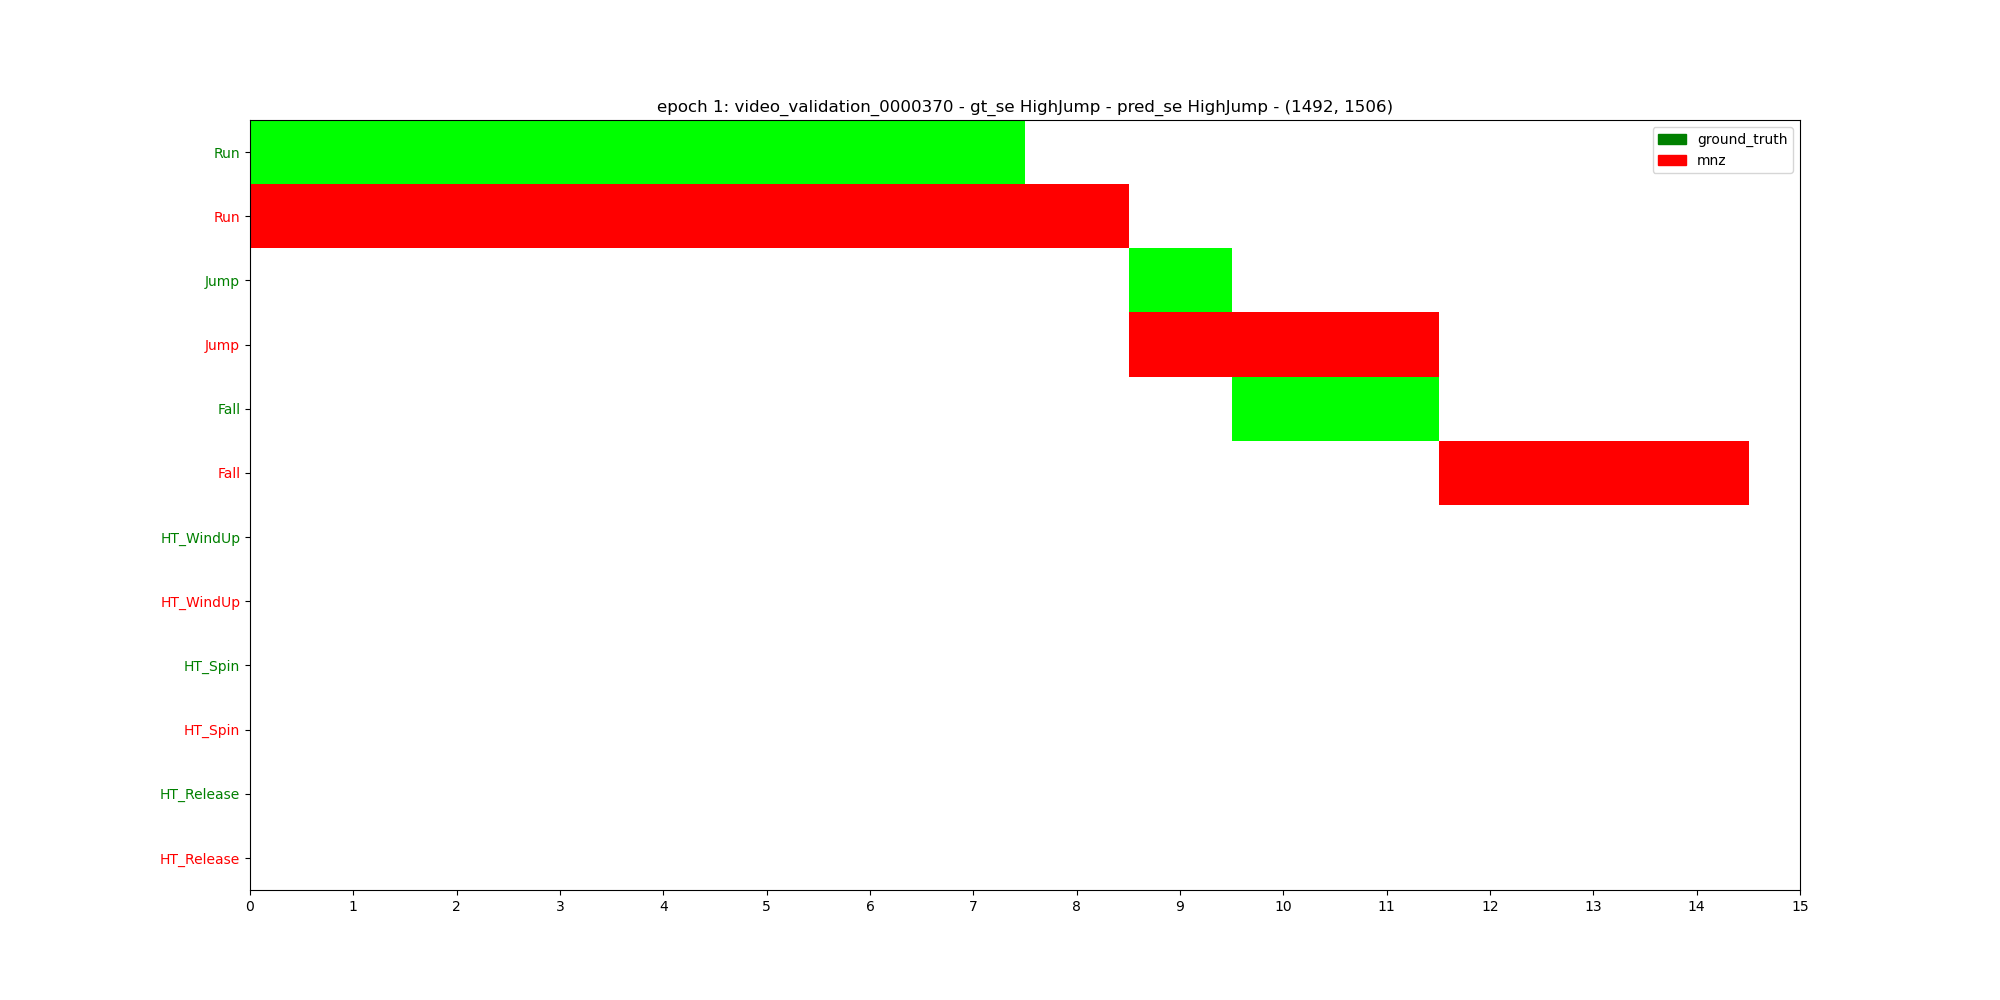 epoch 1: video_validation_0000370 - gt_se HighJump - pred_se HighJump - (1492, 1506)
ground_truth
mnz
Run
Run
Jump
Jump
Fall
Fall
HT_WindUp
HT_WindUp
HT_Spin
HT_Spin
HT_Release
HT_Release
0 1 2 3 4 5 6 7 8 9 10 11 12 13 14 15